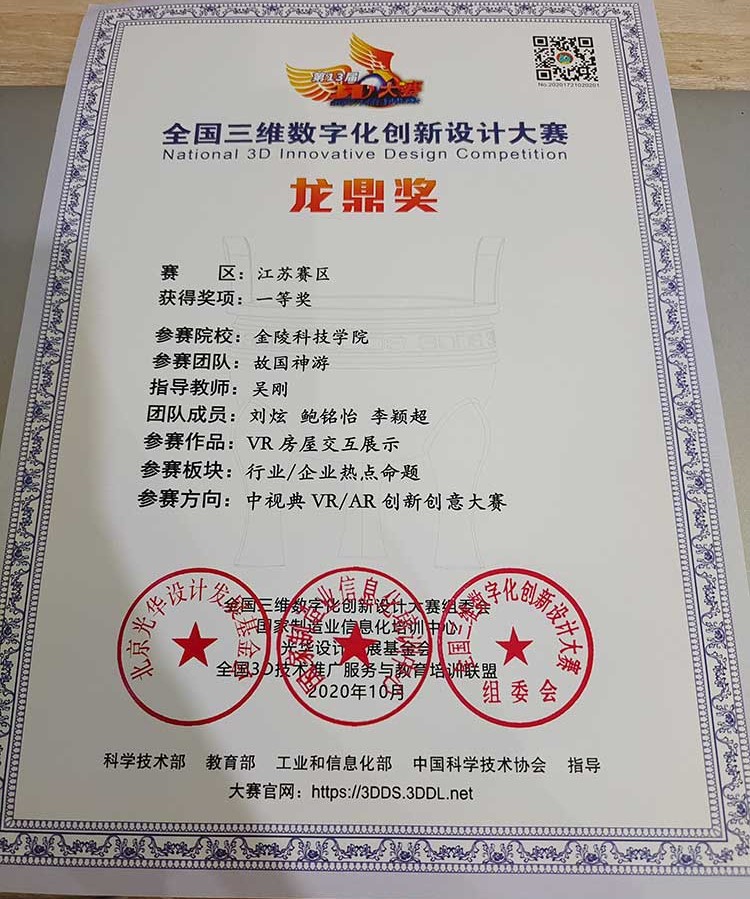 第13届
大赛
No.20201721020201
全国三维数字化创新设计大赛
National 3D Innovative Design Competition
龙鼎奖
赛 区：江苏赛区
获得奖项：一等奖
参赛院校：金陵科技学院
参赛团队：故国神游
指导教师：吴刚
团队成员：刘炫 鲍铭怡 李颖超
参赛作品：VR 房屋交互展示
参赛板块：行业/企业热点命题
参赛方向：中视典 VR/AR 创新创意大赛
全国三维数字化创新设计大赛组委会
国家制造业信息化培训中心
光华设计发展基金会
全国3D技术推广服务与教育培训联盟
2020年10月
北京光华设计发展基金会
全国三维数字化创新设计大赛
组委会
科学技术部 教育部 工业和信息化部 中国科学技术协会 指导
大赛官网：https://3DDS.3DDL.net